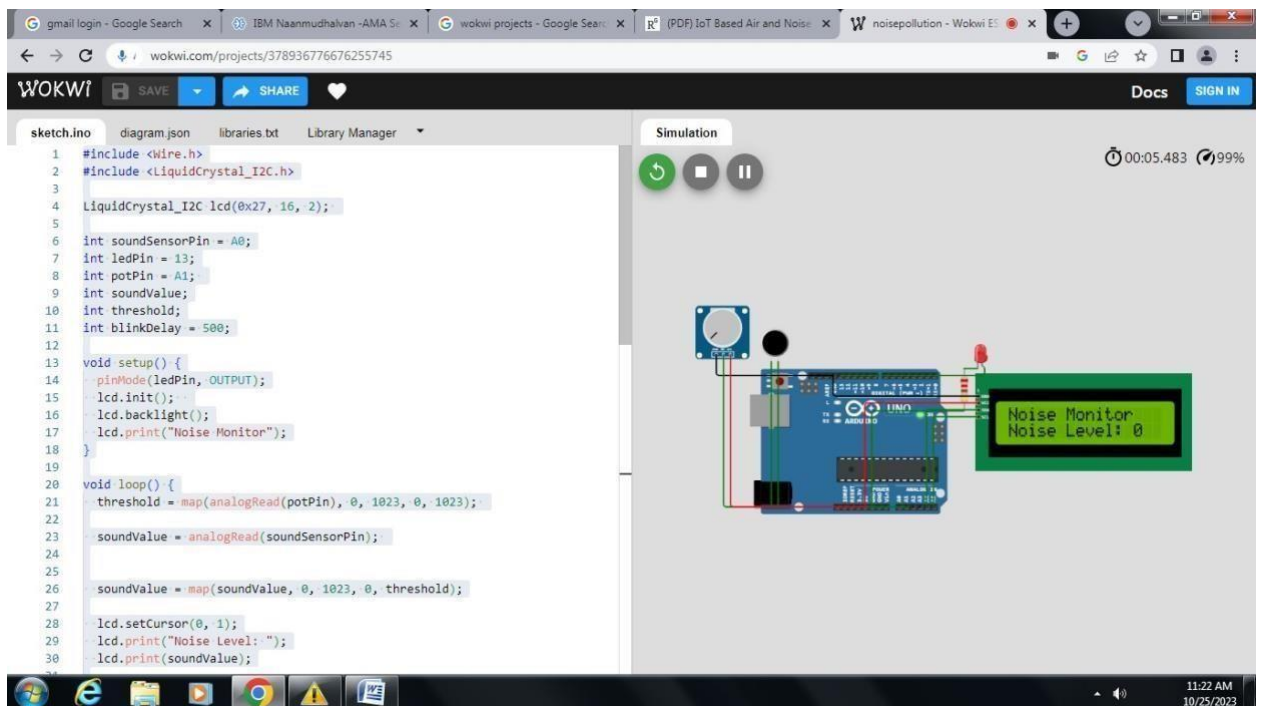 gmail login - Google Search
IBM Naanmudhalvan -AMA Se
wokwi projects - Google Searc
R⁶ (PDF) IoT Based Air and Noise
noisepollution - Wokwi ES
wokwi.com/projects/378936776676255745
WOKWI SAVE SHARE Docs SIGN IN
sketch.ino diagram.json libraries.txt Library Manager
Simulation
00:05.483 99%
1 #include <Wire.h>
2 #include <LiquidCrystal_I2C.h>
3
4 LiquidCrystal_I2C lcd(0x27, 16, 2);
5
6 int soundSensorPin = A0;
7 int ledPin = 13;
8 int potPin = A1;
9 int soundValue;
10 int threshold;
11 int blinkDelay = 500;
12
13 void setup() {
14 pinMode(ledPin, OUTPUT);
15 lcd.init();
16 lcd.backlight();
17 lcd.print("Noise Monitor");
18 }
19
20 void loop() {
21 threshold = map(analogRead(potPin), 0, 1023, 0, 1023);
22
23 soundValue = analogRead(soundSensorPin);
24
25
26 soundValue = map(soundValue, 0, 1023, 0, threshold);
27
28 lcd.setCursor(0, 1);
29 lcd.print("Noise Level: ");
30 lcd.print(soundValue);
UNO
ARDUINO
Noise Monitor
Noise Level: 0
11:22 AM
10/25/2023